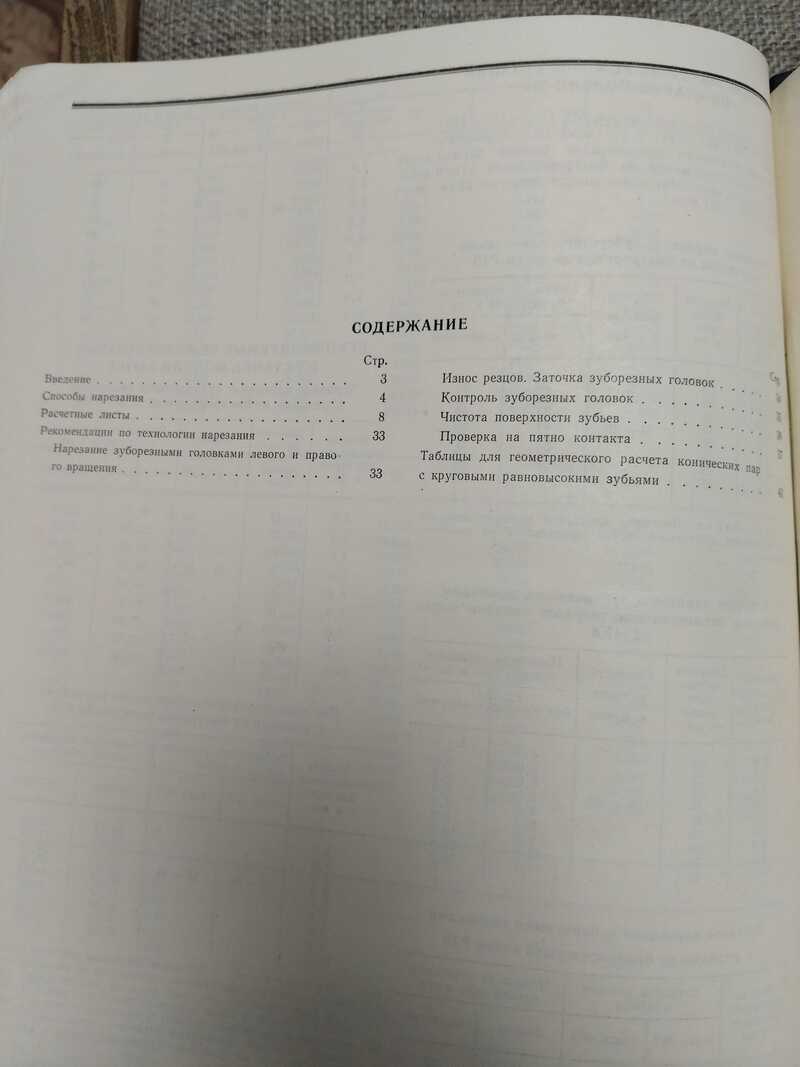 СОДЕРЖАНИЕ
Стр.
Введение . . . . . . . . . . . . . . . . . . . . 3
Способы нарезания . . . . . . . . . . . . . . . 4
Расчетные листы . . . . . . . . . . . . . . . . 8
Рекомендации по технологии нарезания . . . . . . 33
Нарезание зуборезными головками левого и право-
го вращения . . . . . . . . . . . . . . . . . 33
Износ резцов. Заточка зуборезных головок . . . .
Контроль зуборезных головок . . . . . . . . .
Чистота поверхности зубьев . . . . . . . . . .
Проверка на пятно контакта . . . . . . . . .
Таблицы для геометрического расчета конических пар
с круговыми равновысокими зубьями . . . . . . .